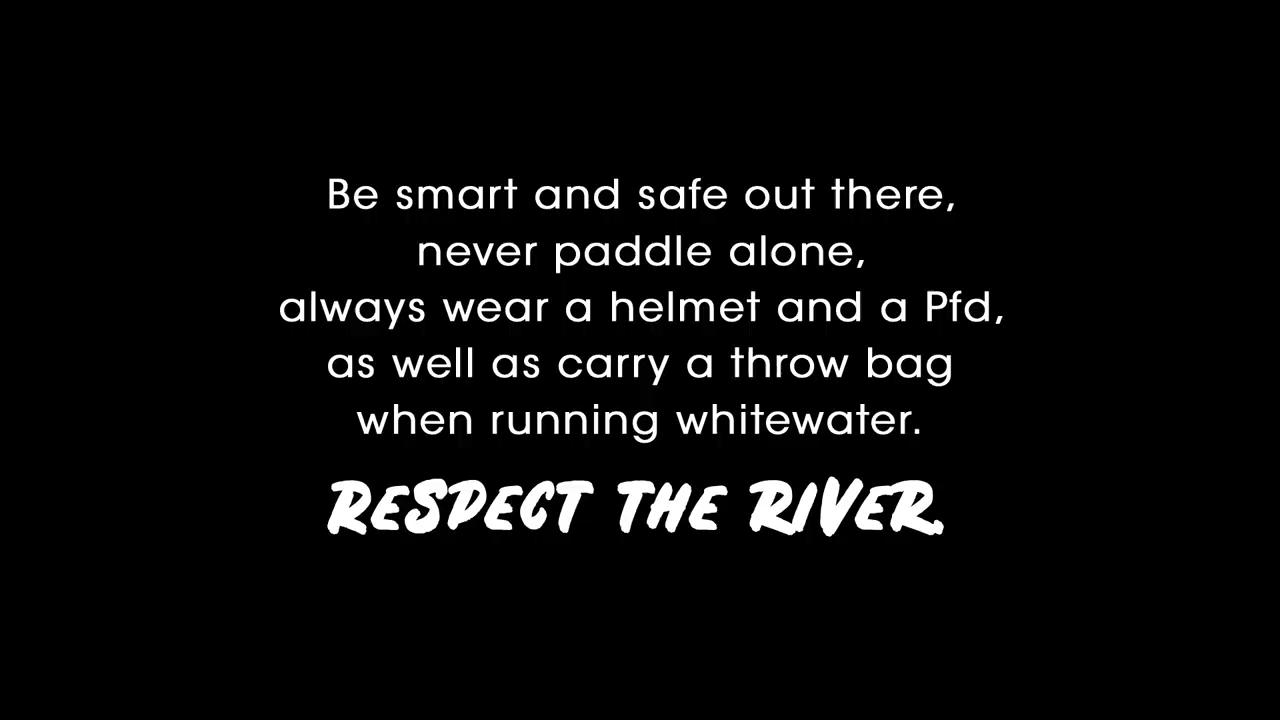 Be smart and safe out there,
never paddle alone,
always wear a helmet and a Pfd,
as well as carry a throw bag
when running whitewater.
RESPECT THE RIVER.